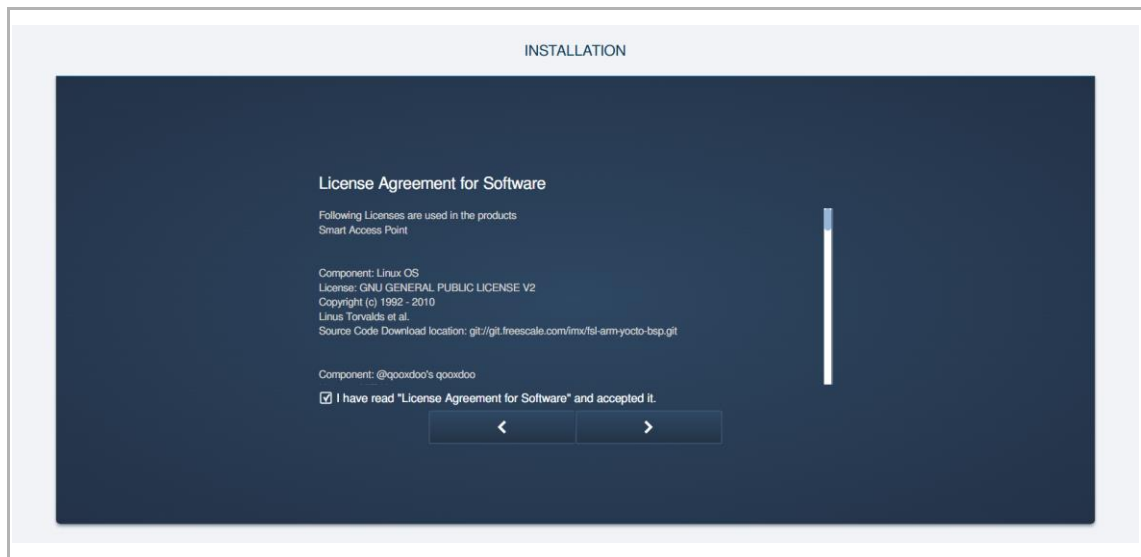 INSTALLATION
License Agreement for Software
Following Licenses are used in the products
Smart Access Point
Component: Linux OS
License: GNU GENERAL PUBLIC LICENSE V2
Copyright (c) 1992 - 2010
Linus Torvalds et al.
Source Code Download location: git://git.freescale.com/imx/fsl-arm-yocto-bsp.git
Component: @qooxdoo's qooxdoo
I have read "License Agreement for Software" and accepted it.